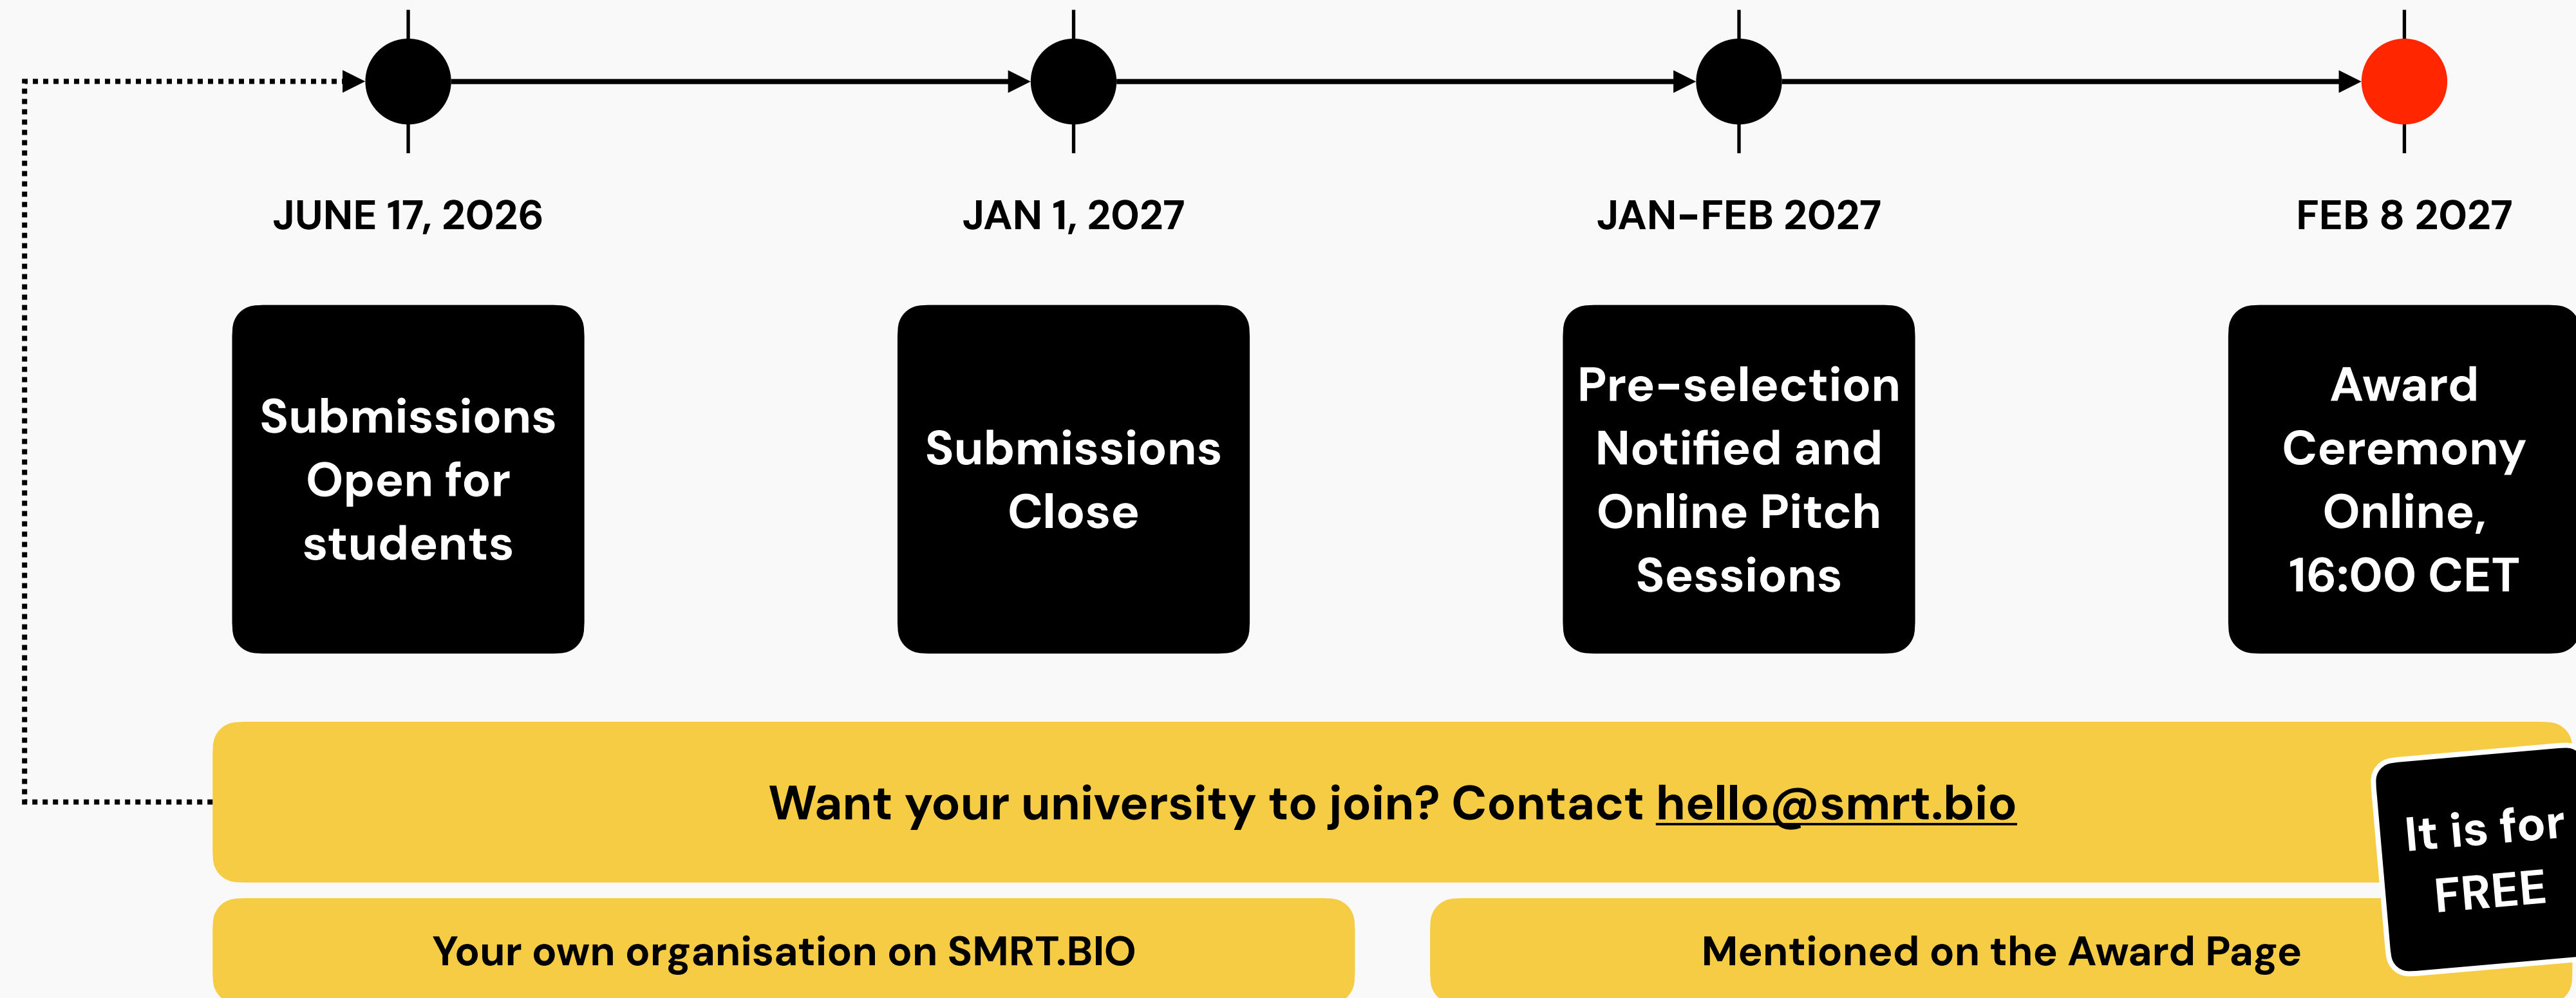 JUNE 17, 2026
JAN 1, 2027
JAN-FEB 2027
FEB 8 2027
Submissions
Open for
students
Submissions
Close
Pre-selection
Notified and
Online Pitch
Sessions
Award
Ceremony
Online,
16:00 CET
Want your university to join? Contact hello@smrt.bio
It is for
FREE
Your own organisation on SMRT.BIO
Mentioned on the Award Page